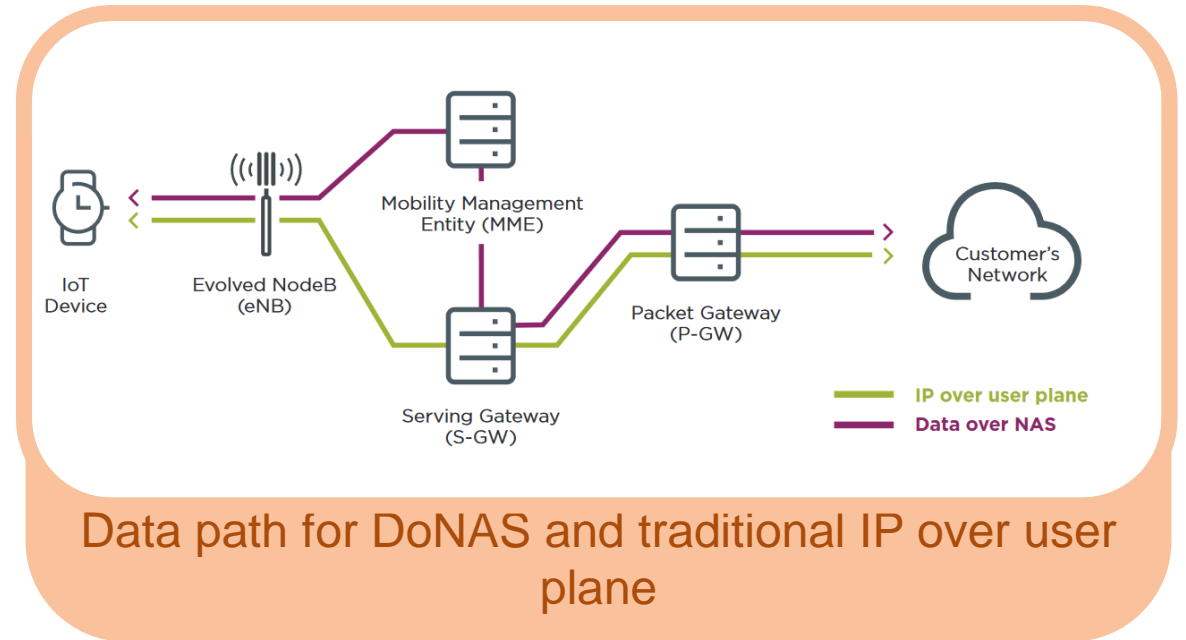 Mobility Management
Entity (MME)
IoT
Device
Evolved NodeB
(eNB)
Customer's
Network
Packet Gateway
(P-GW)
Serving Gateway
(S-GW)
IP over user plane
Data over NAS
Data path for DoNAS and traditional IP over user
plane